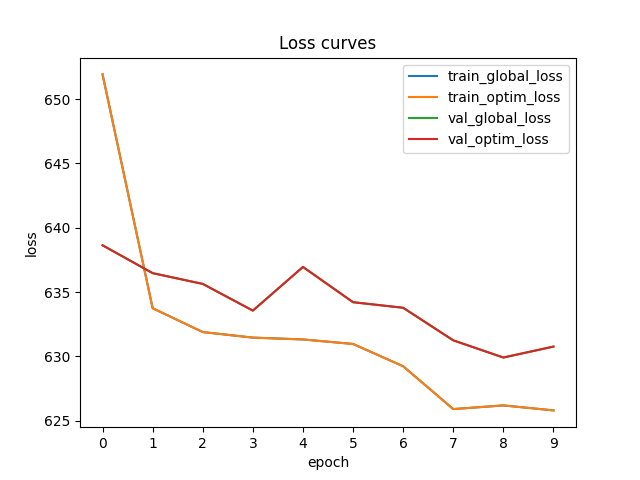 Loss curves
train_global_loss
train_optim_loss
val_global_loss
val_optim_loss
650
645
640
635
630
625
loss
0 1 2 3 4 5 6 7 8 9
epoch